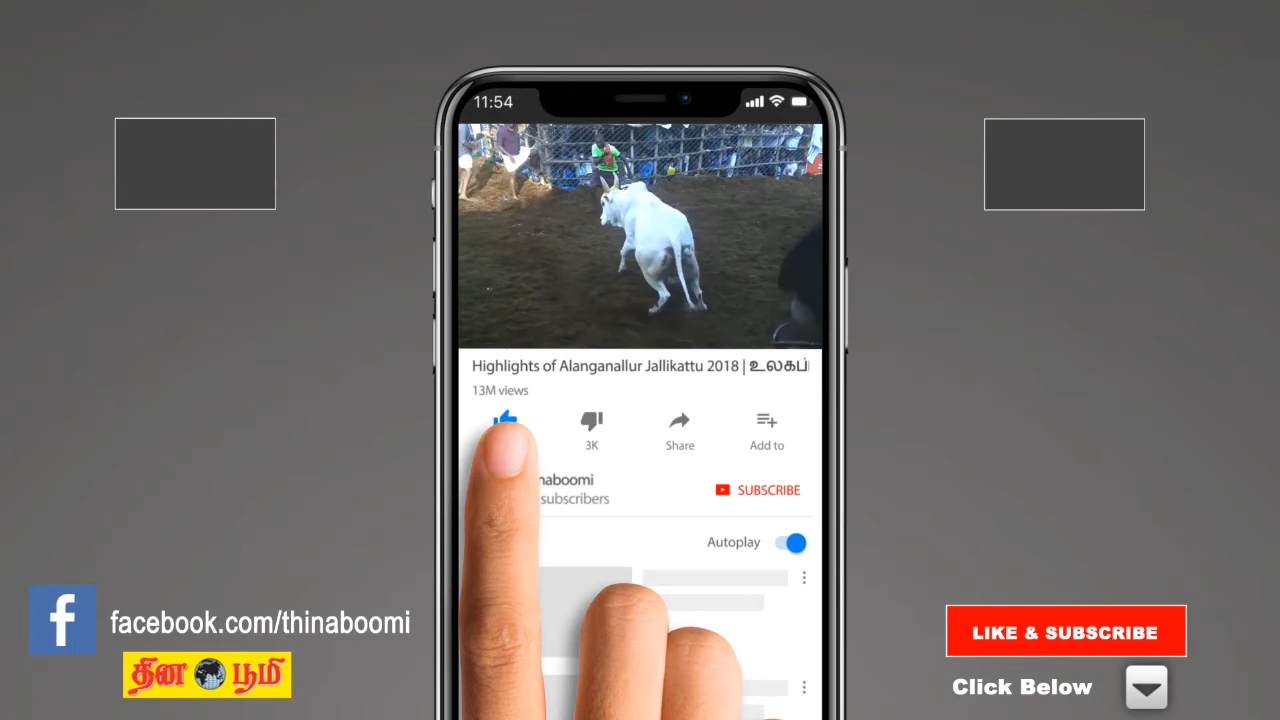 11:54
Highlights of Alanganallur Jallikattu 2018 | உலகப்
13M views
3K
Share
Add to
naboomi
subscribers
SUBSCRIBE
Autoplay
facebook.com/thinaboomi
தின பூமி
LIKE & SUBSCRIBE
Click Below